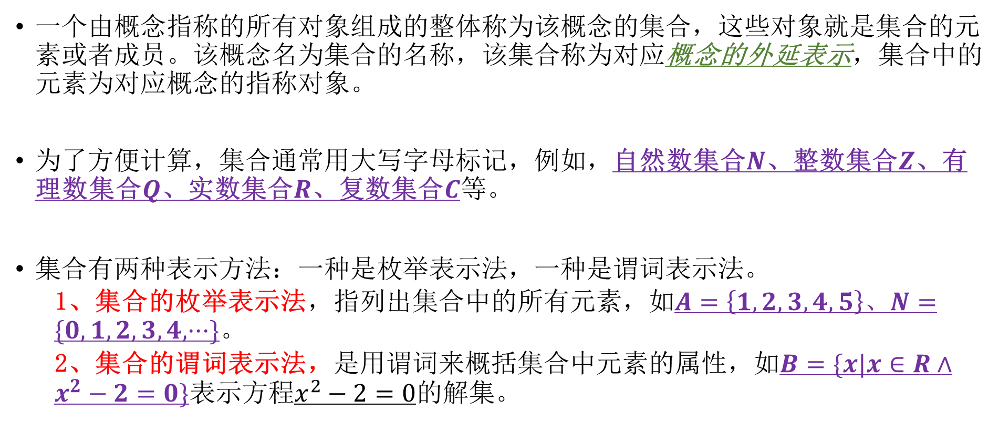 • 一个由概念指称的所有对象组成的整体称为该概念的集合，这些对象就是集合的元
素或者成员。该概念名为集合的名称，该集合称为对应概念的外延表示，集合中的
元素为对应概念的指称对象。
• 为了方便计算，集合通常用大写字母标记，例如，自然数集合N、整数集合Z、有
理数集合Q、实数集合R、复数集合C等。
• 集合有两种表示方法：一种是枚举表示法，一种是谓词表示法。
1、集合的枚举表示法，指列出集合中的所有元素，如A = {1, 2, 3, 4, 5}、N =
{0, 1, 2, 3, 4,⋯}。
2、集合的谓词表示法，是用谓词来概括集合中元素的属性，如B = {x|x ∈ R ∧
x² − 2 = 0}表示方程x² − 2 = 0的解集。